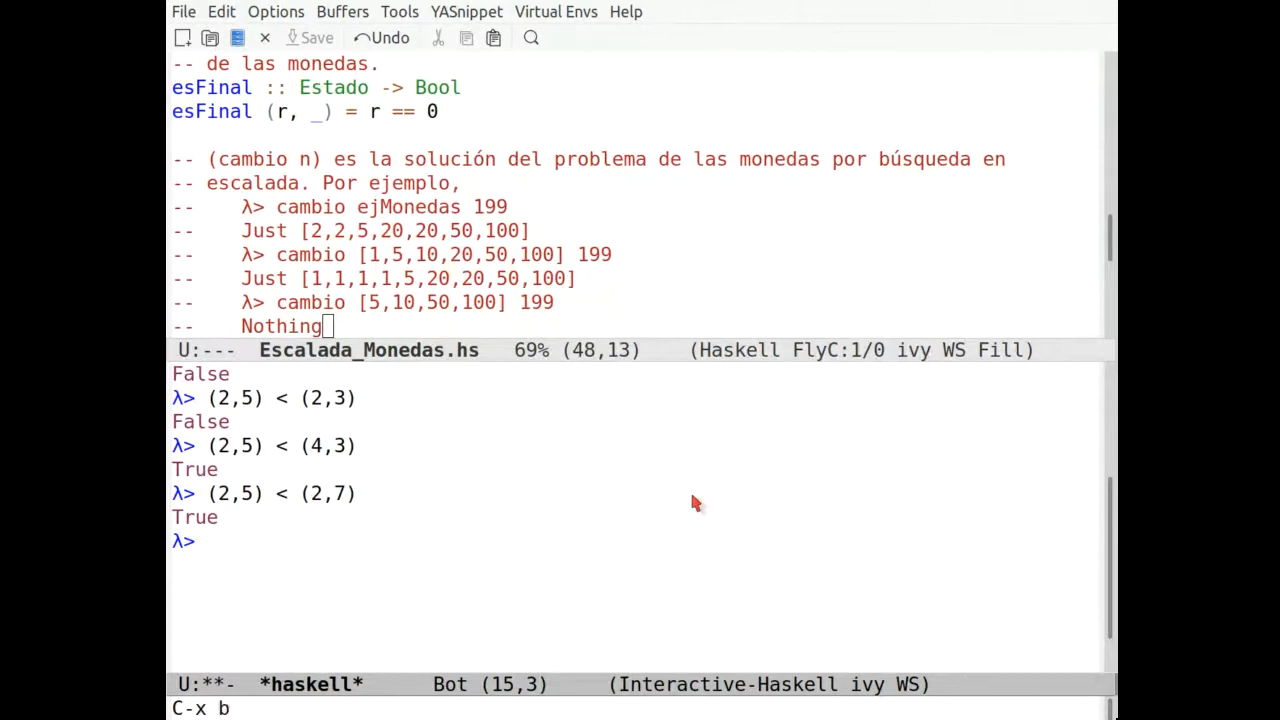 File Edit Options Buffers Tools YASnippet Virtual Envs Help
Save Undo
-- de las monedas.
esFinal :: Estado -> Bool
esFinal (r, _) = r == 0
-- (cambio n) es la solución del problema de las monedas por búsqueda en
-- escalada. Por ejemplo,
--    λ> cambio ejMonedas 199
--    Just [2,2,5,20,20,50,100]
--    λ> cambio [1,5,10,20,50,100] 199
--    Just [1,1,1,1,5,20,20,50,100]
--    λ> cambio [5,10,50,100] 199
--    Nothing
U:--- Escalada_Monedas.hs 69% (48,13) (Haskell FlyC:1/0 ivy WS Fill)
False
λ> (2,5) < (2,3)
False
λ> (2,5) < (4,3)
True
λ> (2,5) < (2,7)
True
λ>
U:**- *haskell* Bot (15,3) (Interactive-Haskell ivy WS)
C-x b